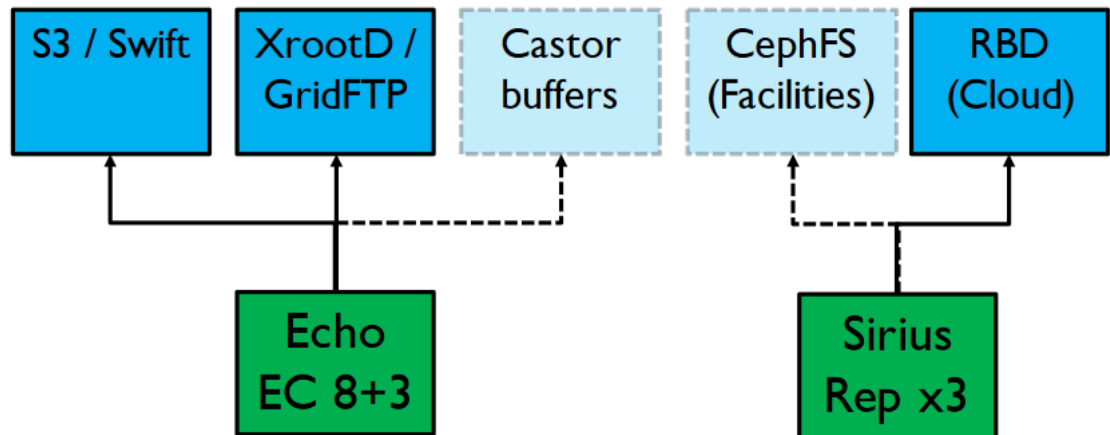 S3 / Swift
XrootD /
GridFTP
Castor
buffers
CephFS
(Facilities)
RBD
(Cloud)
Echo
EC 8+3
Sirius
Rep x3